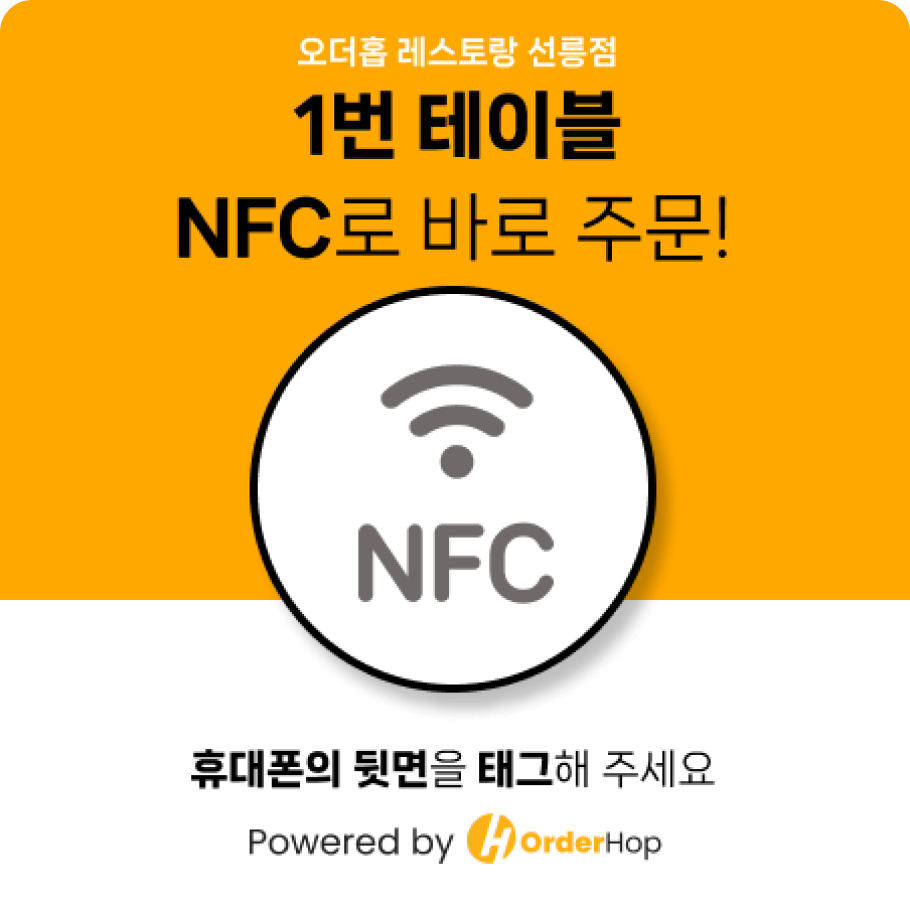 오더홉 레스토랑 선릉점
1번 테이블
NFC로 바로 주문!
NFC
휴대폰의 뒷면을 태그해 주세요
Powered by OrderHop